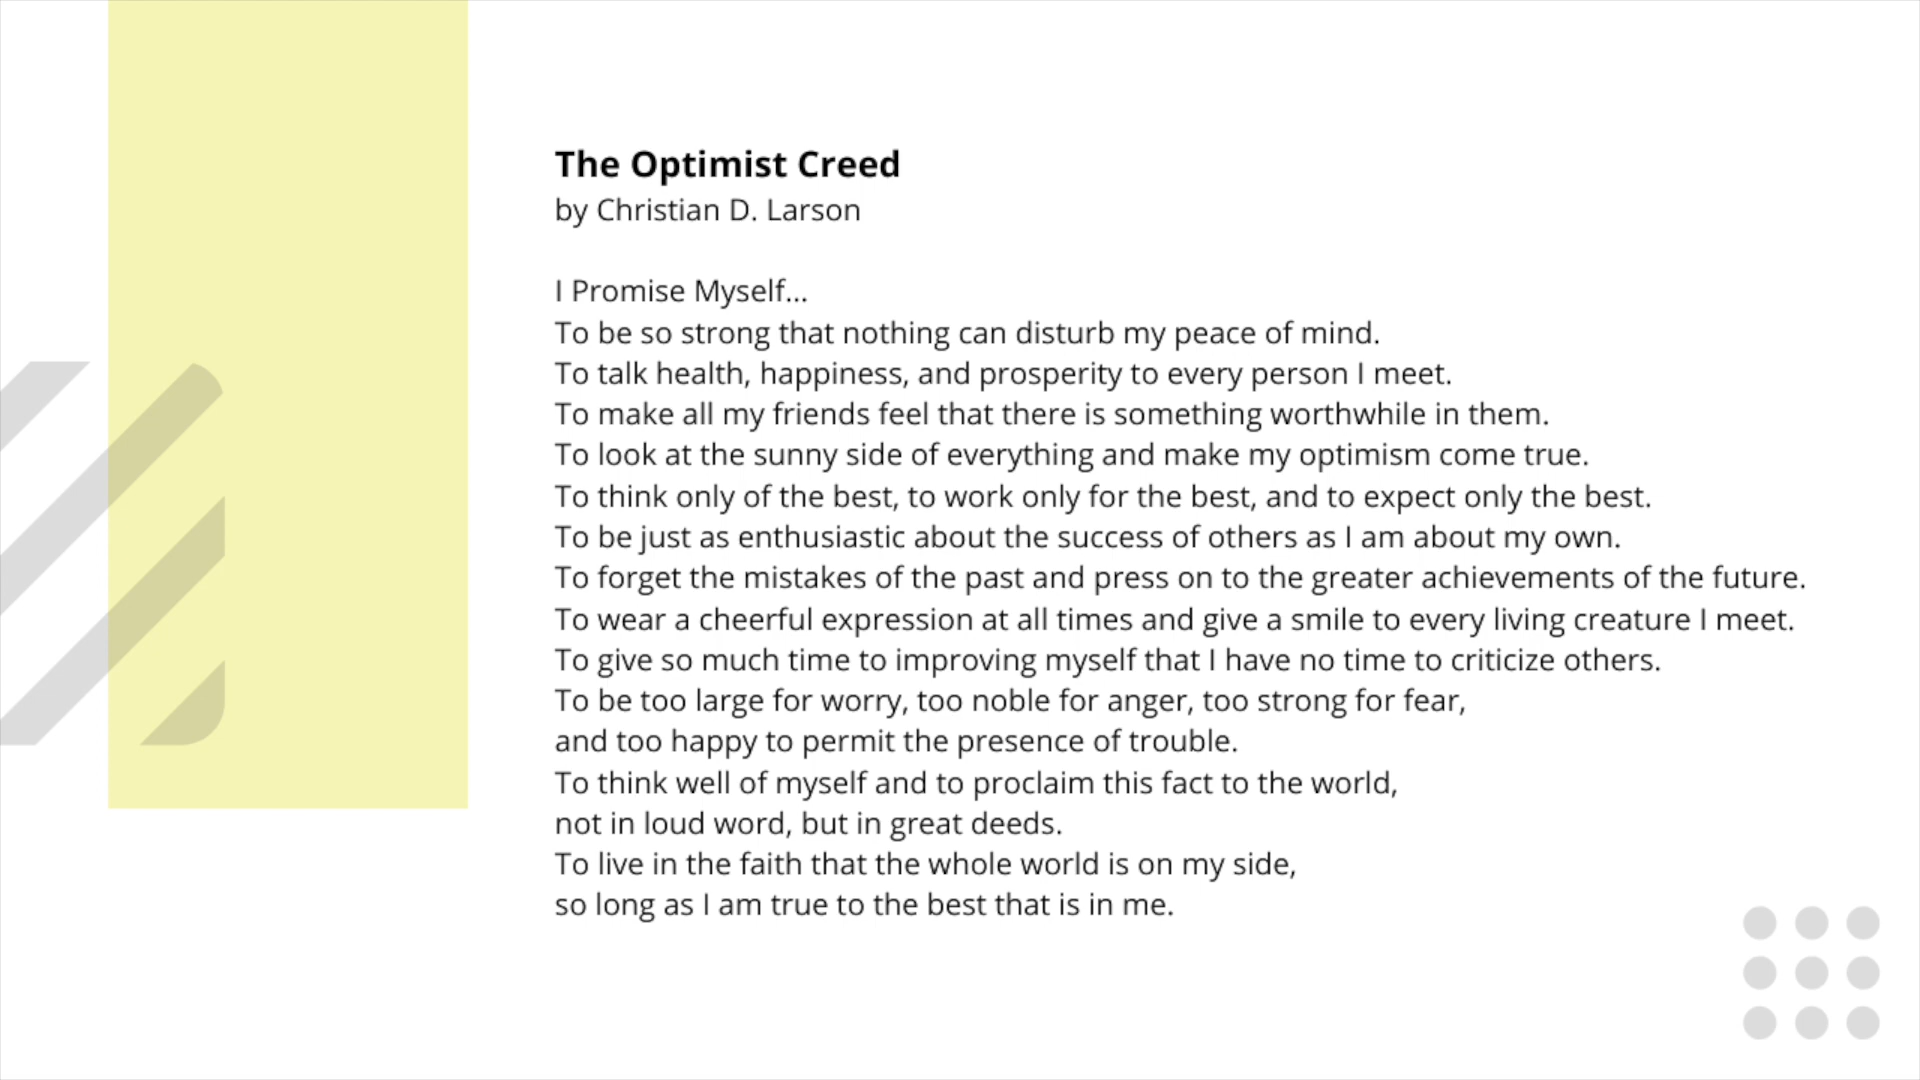 The Optimist Creed
by Christian D. Larson
I Promise Myself...
To be so strong that nothing can disturb my peace of mind.
To talk health, happiness, and prosperity to every person I meet.
To make all my friends feel that there is something worthwhile in them.
To look at the sunny side of everything and make my optimism come true.
To think only of the best, to work only for the best, and to expect only the best.
To be just as enthusiastic about the success of others as I am about my own.
To forget the mistakes of the past and press on to the greater achievements of the future.
To wear a cheerful expression at all times and give a smile to every living creature I meet.
To give so much time to improving myself that I have no time to criticize others.
To be too large for worry, too noble for anger, too strong for fear,
and too happy to permit the presence of trouble.
To think well of myself and to proclaim this fact to the world,
not in loud word, but in great deeds.
To live in the faith that the whole world is on my side,
so long as I am true to the best that is in me.